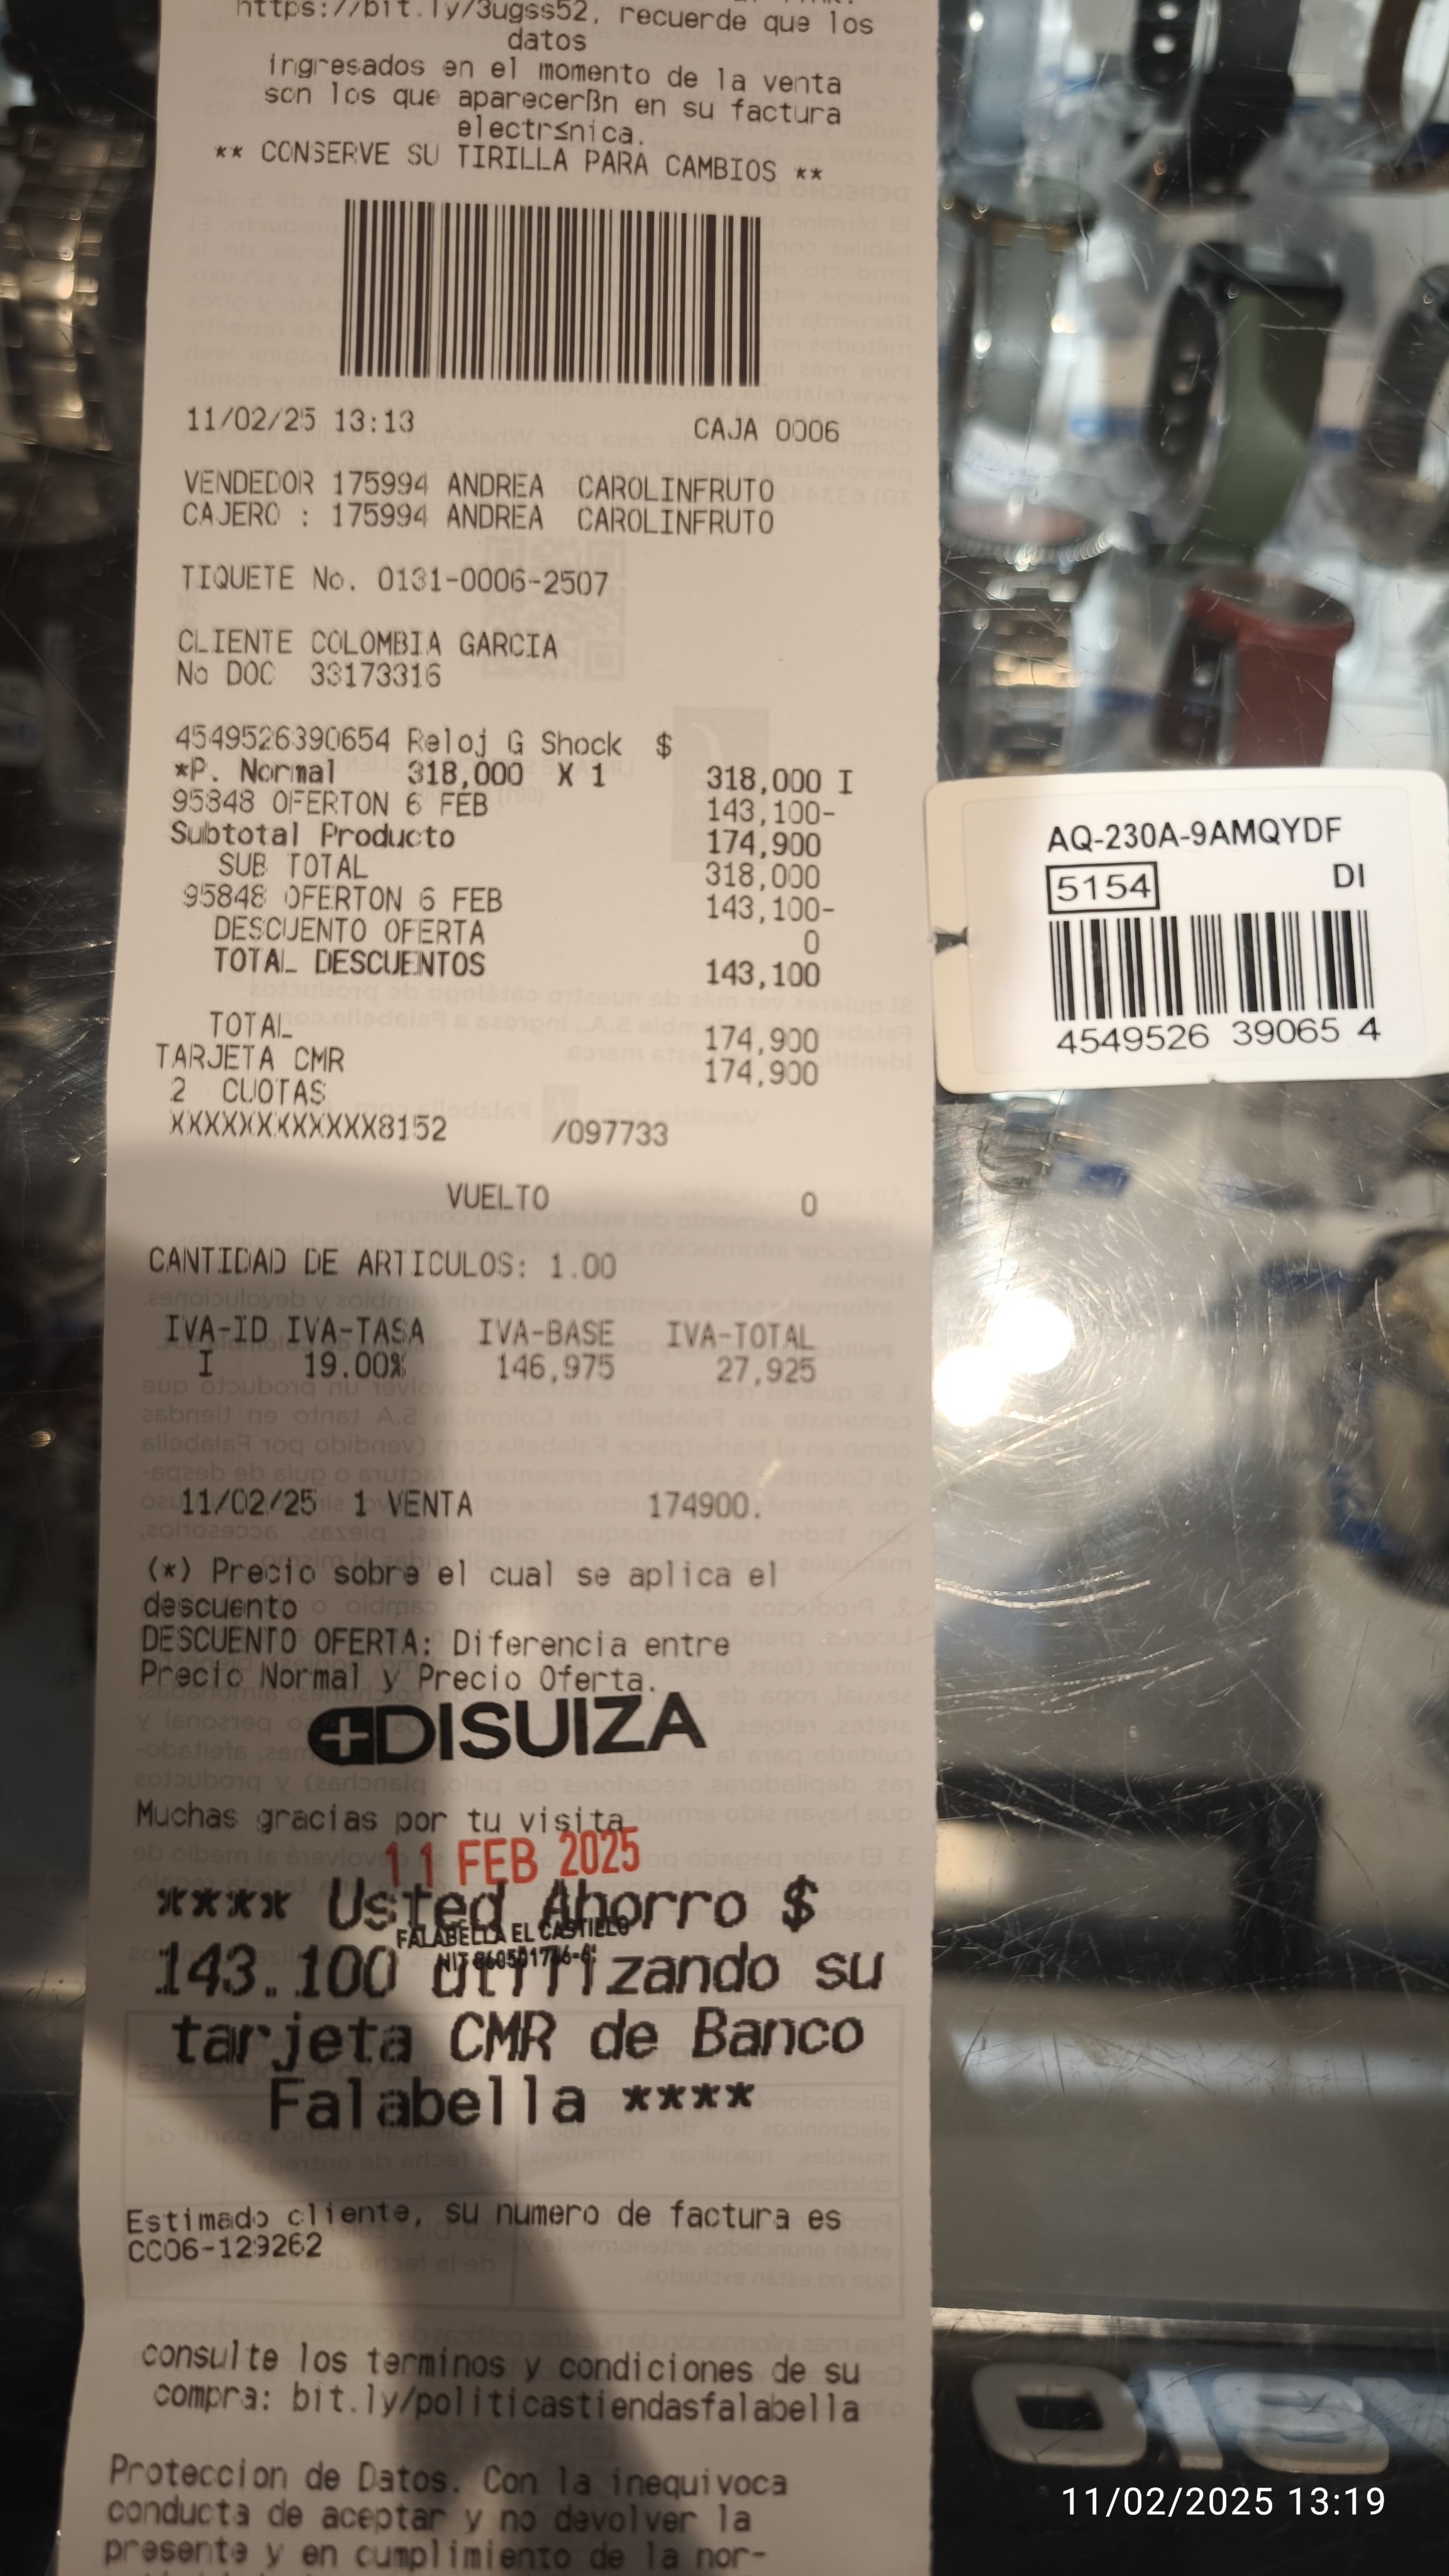 https://bit.ly/3ugss52, recuerde que los
datos
ingresados en el momento de la venta
son los que aparecerßn en su factura
electr≤nica.
** CONSERVE SU TIRILLA PARA CAMBIOS **
11/02/25 13:13 CAJA 0006
VENDEDOR 175994 ANDREA CAROLINFRUTO
CAJERO : 175994 ANDREA CAROLINFRUTO
TIQUETE No. 0131-0006-2507
CLIENTE COLOMBIA GARCIA
No DOC 33173316
4549526390654 Reloj G Shock $
*P. Normal 318,000 X 1 318,000 I
95848 OFERTON 6 FEB 143,100-
Subtotal Producto 174,900
SUB TOTAL 318,000
95848 OFERTON 6 FEB 143,100-
DESCUENTO OFERTA 0
TOTAL DESCUENTOS 143,100
TOTAL 174,900
TARJETA CMR 174,900
2 CUOTAS
XXXXXXXXXXXX8152 /097733
VUELTO 0
CANTIDAD DE ARTICULOS: 1.00
IVA-ID IVA-TASA IVA-BASE IVA-TOTAL
I 19.00% 146,975 27,925
11/02/25 1 VENTA 174900.
(*) Precio sobre el cual se aplica el
descuento
DESCUENTO OFERTA: Diferencia entre
Precio Normal y Precio Oferta.
DISUIZA
Muchas gracias por tu visita
11 FEB 2025
**** Usted Ahorro $
FALABELLA EL CASTILLO
143.100 utilizando su
tarjeta CMR de Banco
Falabella ****
Estimado cliente, su numero de factura es
CC06-129262
consulte los terminos y condiciones de su
compra: bit.ly/politicastiendasfalabella
Proteccion de Datos. Con la inequivoca
conducta de aceptar y no devolver la
presente y en cumplimiento de la nor-
AQ-230A-9AMQYDF
5154 DI
4549526 39065 4
11/02/2025 13:19